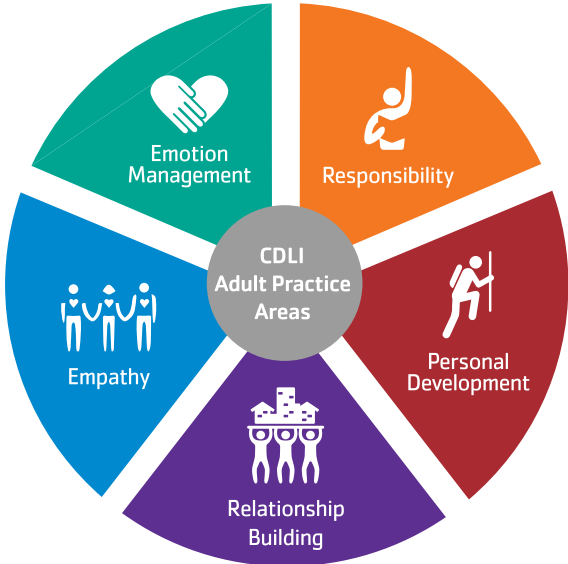 Emotion
Management
Responsibility
CDLI
Adult Practice
Areas
Empathy
Personal
Development
Relationship
Building